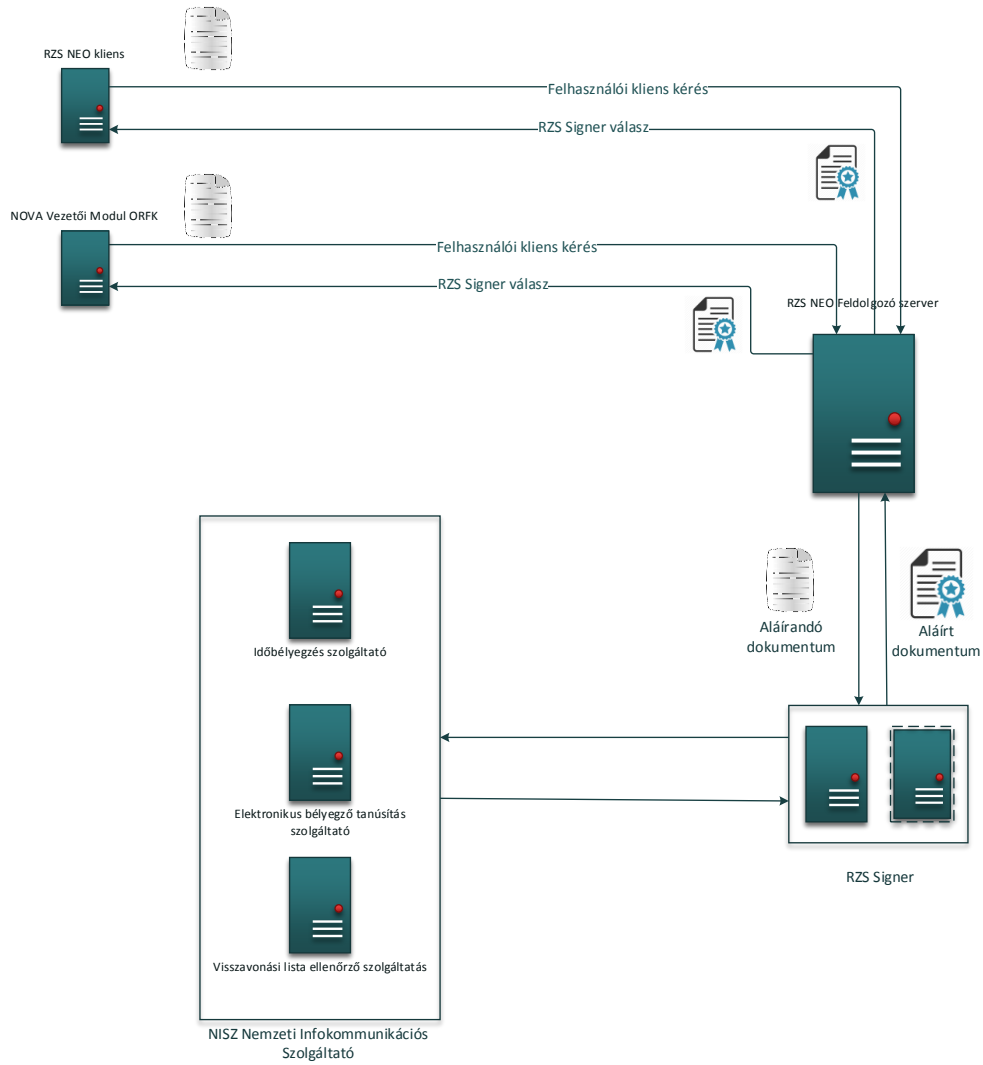 RZS NEO kliens
Felhasználói kliens kérés
RZS Signer válasz
NOVA Vezetői Modul ORFK
Felhasználói kliens kérés
RZS Signer válasz
RZS NEO Feldolgozó szerver
Aláírandó
dokumentum
Aláírt
dokumentum
Időbélyegzés szolgáltató
Elektronikus bélyegző tanúsítás
szolgáltató
Visszavonási lista ellenőrző szolgáltatás
RZS Signer
NISZ Nemzeti Infokommunikációs
Szolgáltató